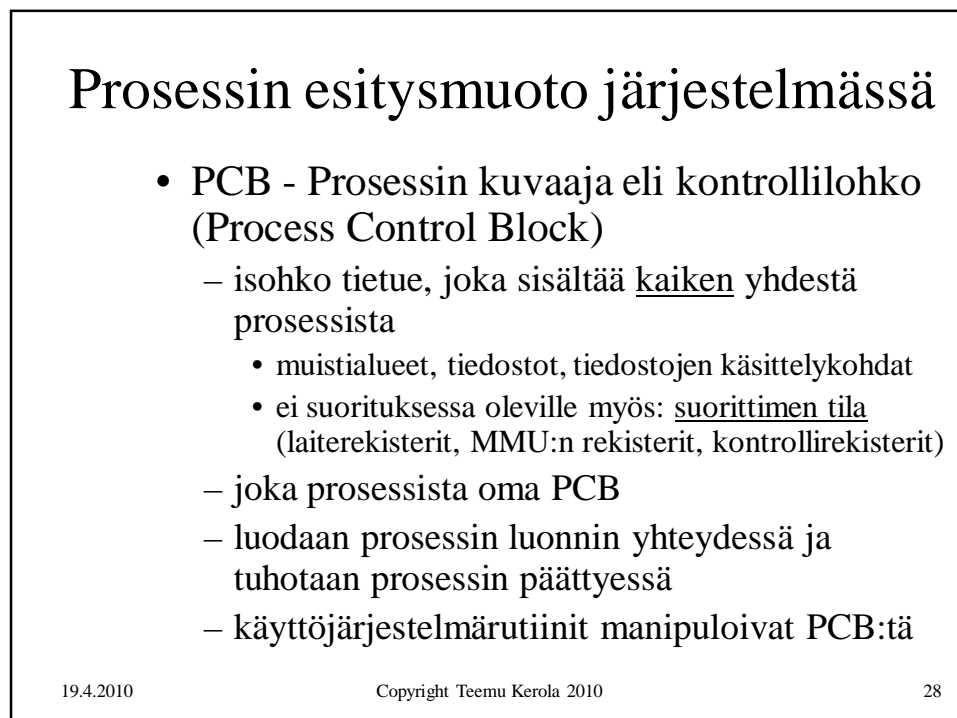 Prosessin esitysmuoto järjestelmässä
• PCB - Prosessin kuvaaja eli kontrollilohko
(Process Control Block)
– isohko tietue, joka sisältää kaiken yhdestä
prosessista
• muistialueet, tiedostot, tiedostojen käsittelykohdat
• ei suorituksessa oleville myös: suorittimen tila
(laiterekisterit, MMU:n rekisterit, kontrollirekisterit)
– joka prosessista oma PCB
– luodaan prosessin luonnin yhteydessä ja
tuhotaan prosessin päättyessä
– käyttöjärjestelmärutiinit manipuloivat PCB:tä
19.4.2010 Copyright Teemu Kerola 2010 28